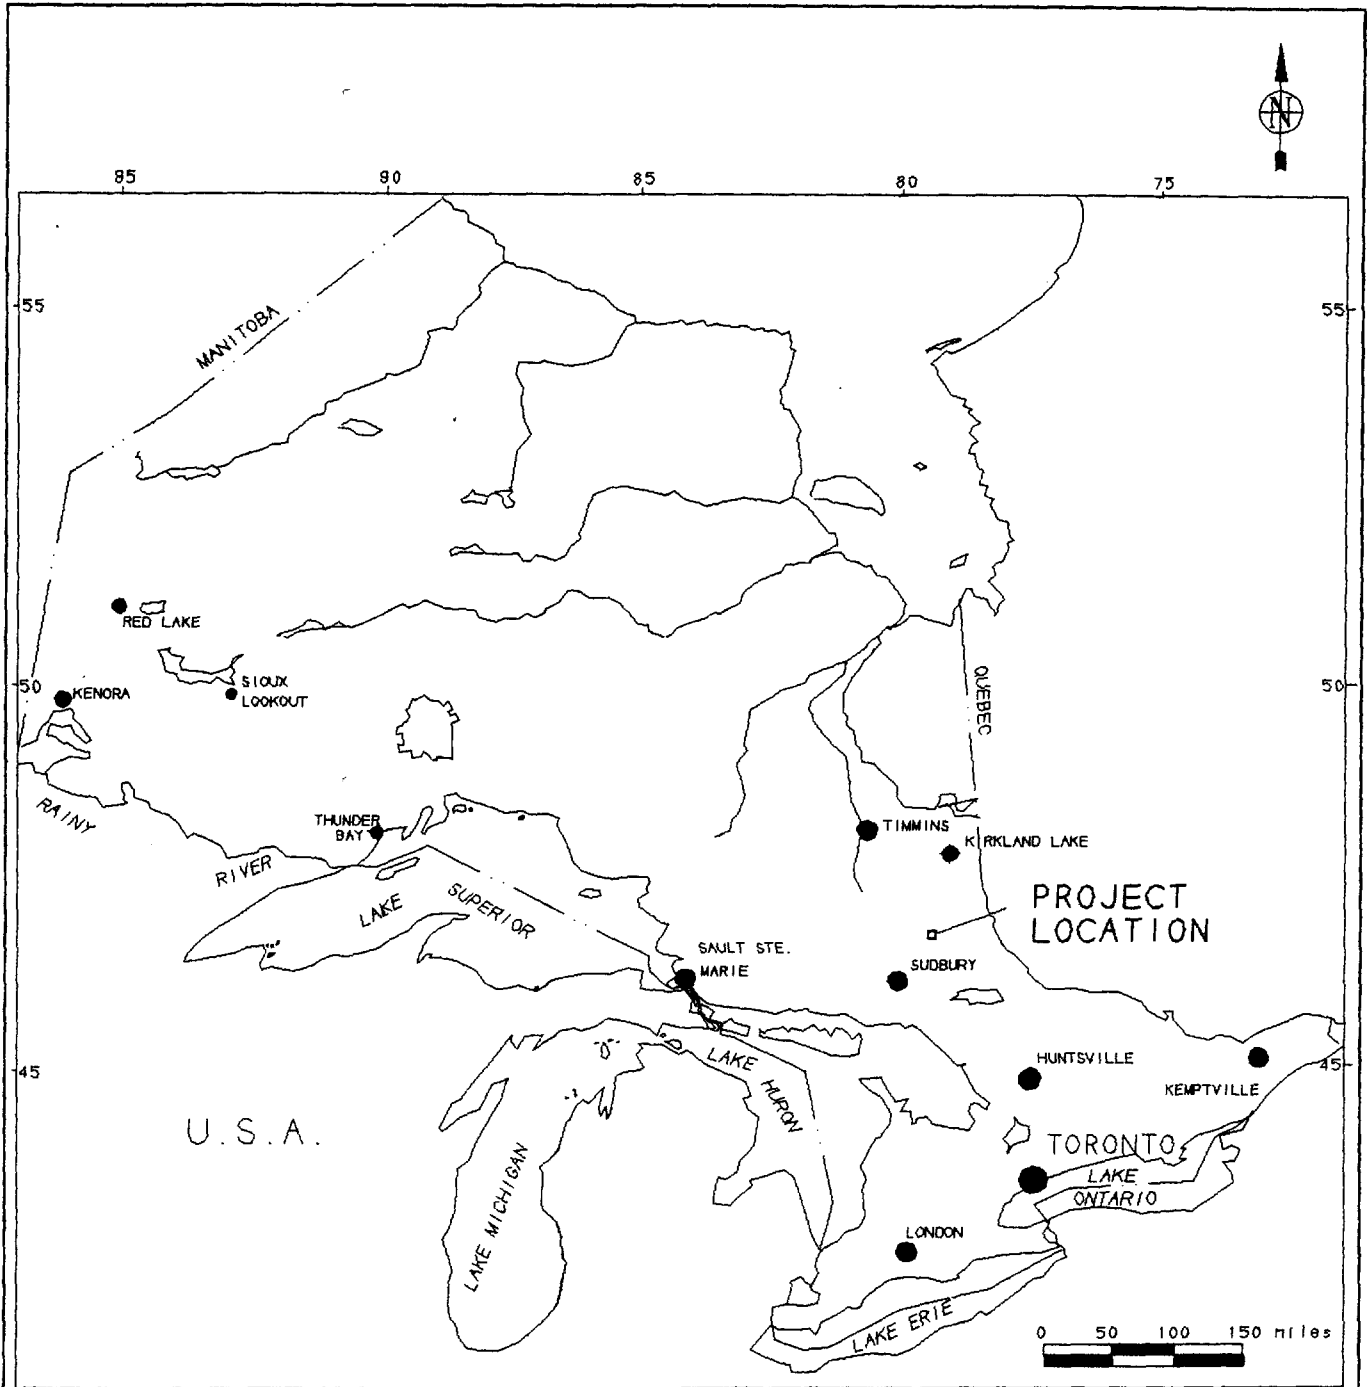 N
85 90 85 80 75
55 55
MANITOBA
RED LAKE
SIOUX
LOOKOUT
KENORA
50 50
QUEBEC
RAINY
RIVER
THUNDER
BAY
TIMMINS
KIRKLAND LAKE
LAKE
SUPERIOR
PROJECT
LOCATION
SAULT STE.
MARIE
SUDBURY
45 45
LAKE
HURON
HUNTSVILLE
KEMPTVILLE
U.S.A.
TORONTO
LAKE
ONTARIO
LAKE MICHIGAN
LONDON
LAKE ERIE
0 50 100 150 miles